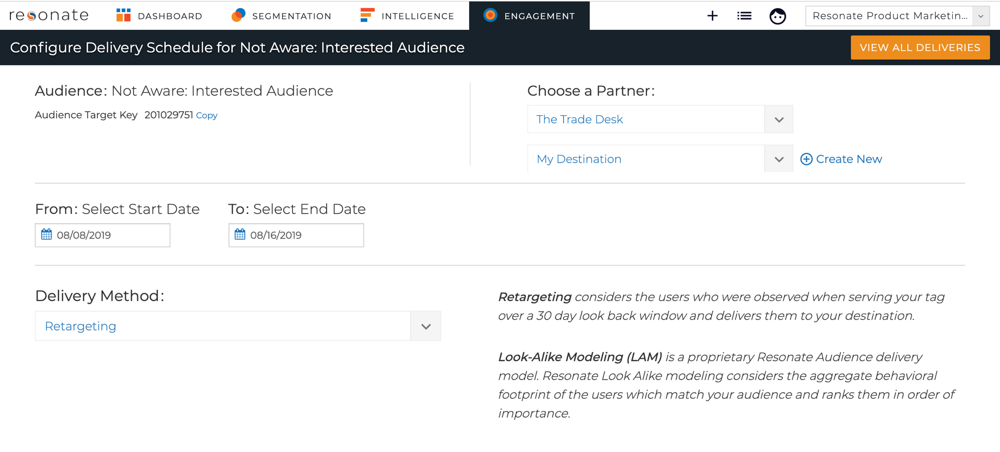 resonate DASHBOARD SEGMENTATION INTELLIGENCE ENGAGEMENT Resonate Product Marketin...
Configure Delivery Schedule for Not Aware: Interested Audience VIEW ALL DELIVERIES
Audience: Not Aware: Interested Audience
Audience Target Key 201029751 Copy
Choose a Partner:
The Trade Desk
My Destination
Create New
From: Select Start Date
08/08/2019
To: Select End Date
08/16/2019
Delivery Method:
Retargeting
Retargeting considers the users who were observed when serving your tag
over a 30 day look back window and delivers them to your destination.
Look-Alike Modeling (LAM) is a proprietary Resonate Audience delivery
model. Resonate Look Alike modeling considers the aggregate behavioral
footprint of the users which match your audience and ranks them in order of
importance.